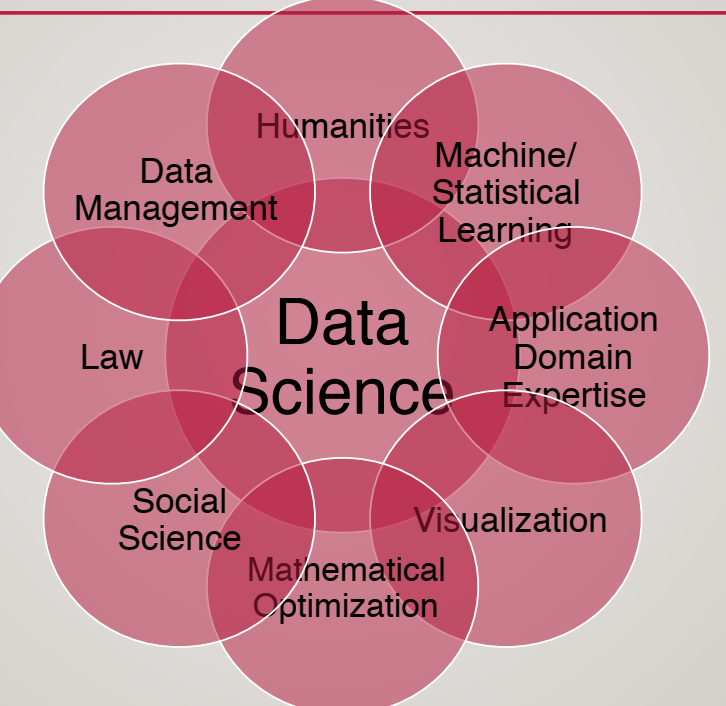 Humanities
Machine/
Statistical
Learning
Application
Domain
Expertise
Visualization
Mathematical
Optimization
Social
Science
Law
Data
Management
Data
Science